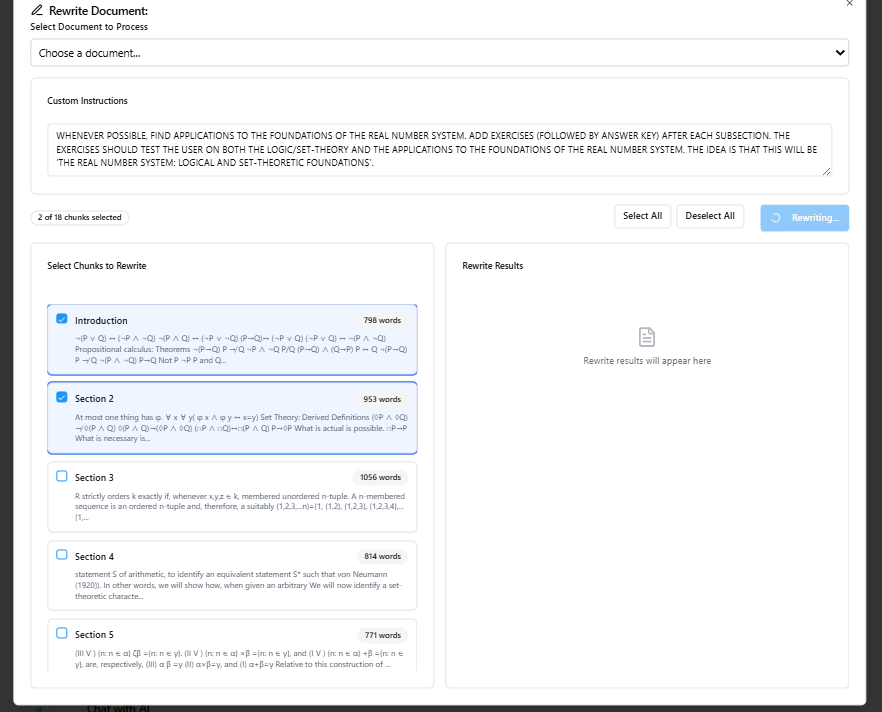 Rewrite Document:
Select Document to Process
Choose a document...
Custom Instructions
WHENEVER POSSIBLE, FIND APPLICATIONS TO THE FOUNDATIONS OF THE REAL NUMBER SYSTEM. ADD EXERCISES (FOLLOWED BY ANSWER KEY) AFTER EACH SUBSECTION. THE
EXERCISES SHOULD TEST THE USER ON BOTH THE LOGIC/SET-THEORY AND THE APPLICATIONS TO THE FOUNDATIONS OF THE REAL NUMBER SYSTEM. THE IDEA IS THAT THIS WILL BE
'THE REAL NUMBER SYSTEM: LOGICAL AND SET-THEORETIC FOUNDATIONS'.
2 of 18 chunks selected
Select All
Deselect All
Rewriting...
Select Chunks to Rewrite
Introduction
798 words
¬(P ∨ Q) ↔ (¬P ∧ ¬Q) ¬(P ∧ Q) ↔ (¬P ∨ ¬Q) (P→Q)↔ (¬P ∨ Q) (¬P ∨ Q) ↔ ¬(P ∧ ¬Q)
Propositional calculus: Theorems ¬(P→Q) P ¬/ Q ¬P ∧ ¬Q P/Q (P→Q) ∧ (Q→P) P ↔ Q ¬(P→Q)
P ¬/ Q ¬(P ∧ ¬Q) P→Q Not P ¬P P and Q...
Section 2
953 words
At most one thing has φ. ∀ x ∀ y( φ x ∧ φ y ↔ x=y) Set Theory: Derived Definitions (◊P ∧ ◊Q)
¬/ ◊(P ∧ Q) ◊(P ∧ Q)→(◊P ∧ ◊Q) (□P ∧ □Q)↔□(P ∧ Q) P→◊P What is actual is possible. □P→P
What is necessary is...
Section 3
1056 words
R strictly orders k exactly if, whenever x,y,z ∈ k, membered unordered n-tuple. A n-membered
sequence is an ordered n-tuple and, therefore, a suitably (1,2,3,...n)=(1, (1,2), (1,2,3), (1,2,3,4),...
(1,...
Section 4
814 words
statement S of arithmetic, to identify an equivalent statement S* such that von Neumann
(1920)). In other words, we will show how, when given an arbitrary We will now identify a set-
theoretic characte...
Section 5
771 words
(III V ) (n: n ∈ α) ζβ =(n: n ∈ γ). (II V ) (n: n ∈ α) ×β =(n: n ∈ γ), and (I V ) (n: n ∈ α) +β =(n: n ∈
γ), are, respectively, (III) α β =γ (II) α×β=γ, and (I) α+β=γ Relative to this construction of ...
Rewrite Results
Rewrite results will appear here
Chat with AI